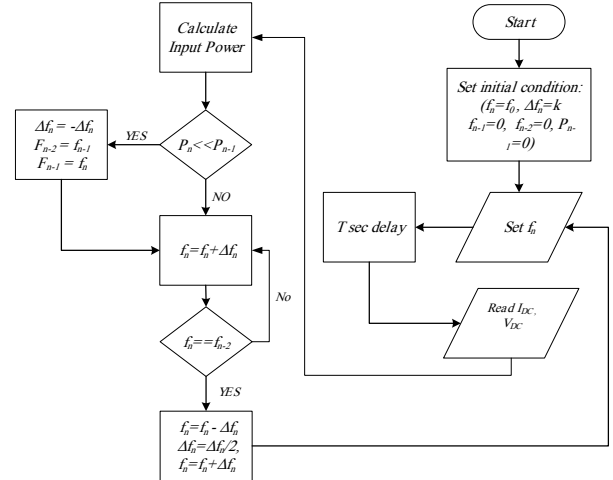 Start
Set initial condition:
(fn=f0, Δfn=k
fn-1=0, fn-2=0, Pn-
1=0)
Set fn
T sec delay
Read IDC,
VDC
Calculate
Input Power
Pn<<Pn-1
YES
Δfn = -Δfn
Fn-2 = fn-1
Fn-1 = fn
NO
fn=fn+Δfn
No
fn==fn-2
YES
fn=fn - Δfn
Δfn=Δfn/2,
fn=fn+Δfn